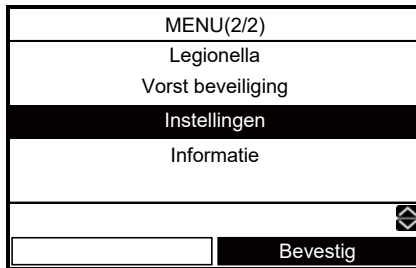 MENU(2/2)
Legionella
Vorst beveiliging
Instellingen
Informatie
Bevestig